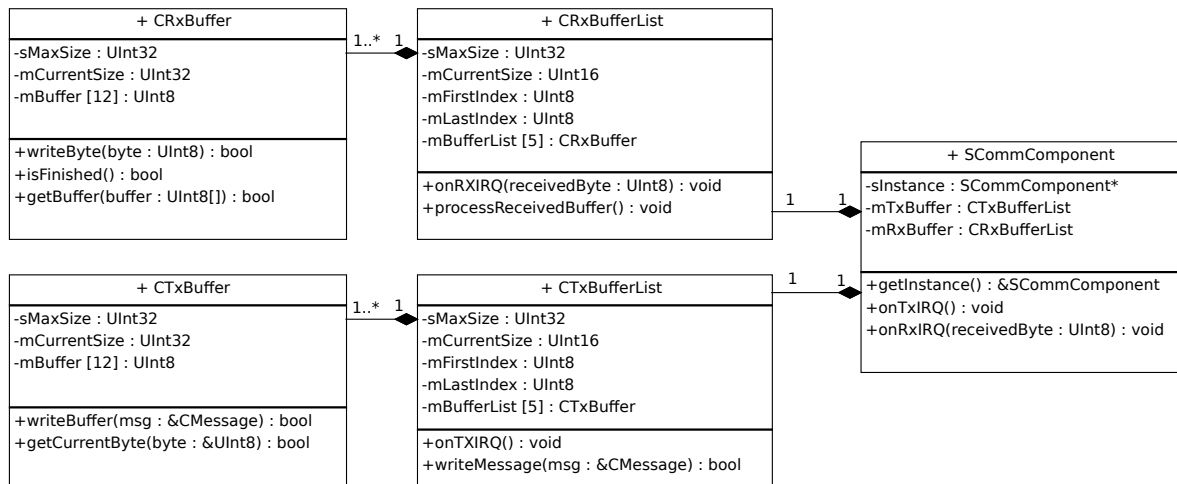 + CRxBuffer
-sMaxSize : UInt32
-mCurrentSize : UInt32
-mBuffer [12] : UInt8
+writeByte(byte : UInt8) : bool
+isFinished() : bool
+getBuffer(buffer : UInt8[]) : bool
1..*
1
+ CRxBufferList
-sMaxSize : UInt32
-mCurrentSize : UInt16
-mFirstIndex : UInt8
-mLastIndex : UInt8
-mBufferList [5] : CRxBuffer
+onRXIRQ(receivedByte : UInt8) : void
+processReceivedBuffer() : void
1
1
+ SCommComponent
-sInstance : SCommComponent*
-mTxBuffer : CTxBufferList
-mRxBuffer : CRxBufferList
+getInstance() : &SCommComponent
+onTxIRQ() : void
+onRxIRQ(receivedByte : UInt8) : void
+ CTxBuffer
-sMaxSize : UInt32
-mCurrentSize : UInt32
-mBuffer [12] : UInt8
+writeBuffer(msg : &CMessage) : bool
+getCurrentByte(byte : &UInt8) : bool
1..*
1
+ CTxBufferList
-sMaxSize : UInt32
-mCurrentSize : UInt16
-mFirstIndex : UInt8
-mLastIndex : UInt8
-mBufferList [5] : CTxBuffer
+onTXIRQ() : void
+writeMessage(msg : &CMessage) : bool
1
1